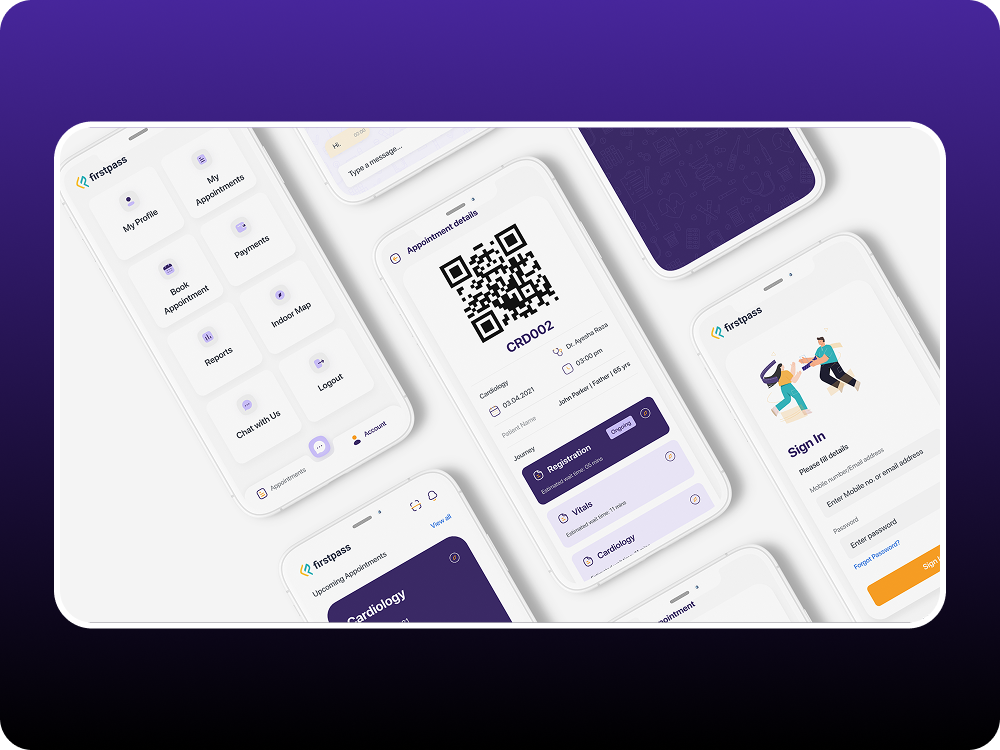 firstpass
My Profile
My
Appointments
Book
Appointment
Payments
Reports
Indoor Map
Chat with Us
Logout
Appointments
Account
Hi,
Type a message...
Appointment details
CRD002
Cardiology
Dr. Ayesha Raza
03.04.2021
03:00 pm
Patient Name
John Parker | Father | 65 yrs
Journey
Registration
Ongoing
Estimated wait time: 05 mins
Vitals
Estimated wait time: 11 mins
Cardiology
firstpass
View all
Upcoming Appointments
Cardiology
firstpass
Sign In
Please fill details
Mobile number/Email address
Enter Mobile no. or email address
Password
Enter password
Forgot Password?
Sign